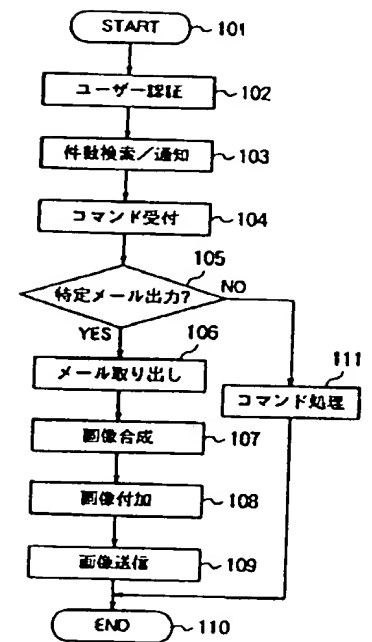 START 101
ユーザー認証 102
件数検索／通知 103
コマンド受付 104
105
特定メール出力? NO
YES 106 111
メール取り出し
コマンド処理
画像合成 107
画像付加 108
画像送信 109
END 110